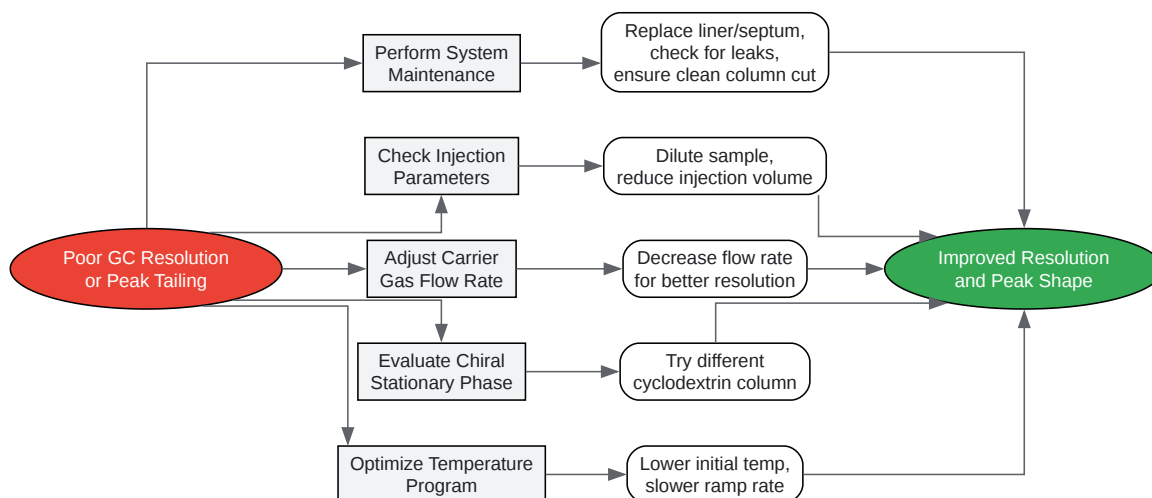 Perform System
Maintenance
Replace liner/septum,
check for leaks,
ensure clean column cut
Check Injection
Parameters
Dilute sample,
reduce injection volume
Poor GC Resolution
or Peak Tailing
Adjust Carrier
Gas Flow Rate
Decrease flow rate
for better resolution
Improved Resolution
and Peak Shape
Evaluate Chiral
Stationary Phase
Try different
cyclodextrin column
Optimize Temperature
Program
Lower initial temp,
slower ramp rate